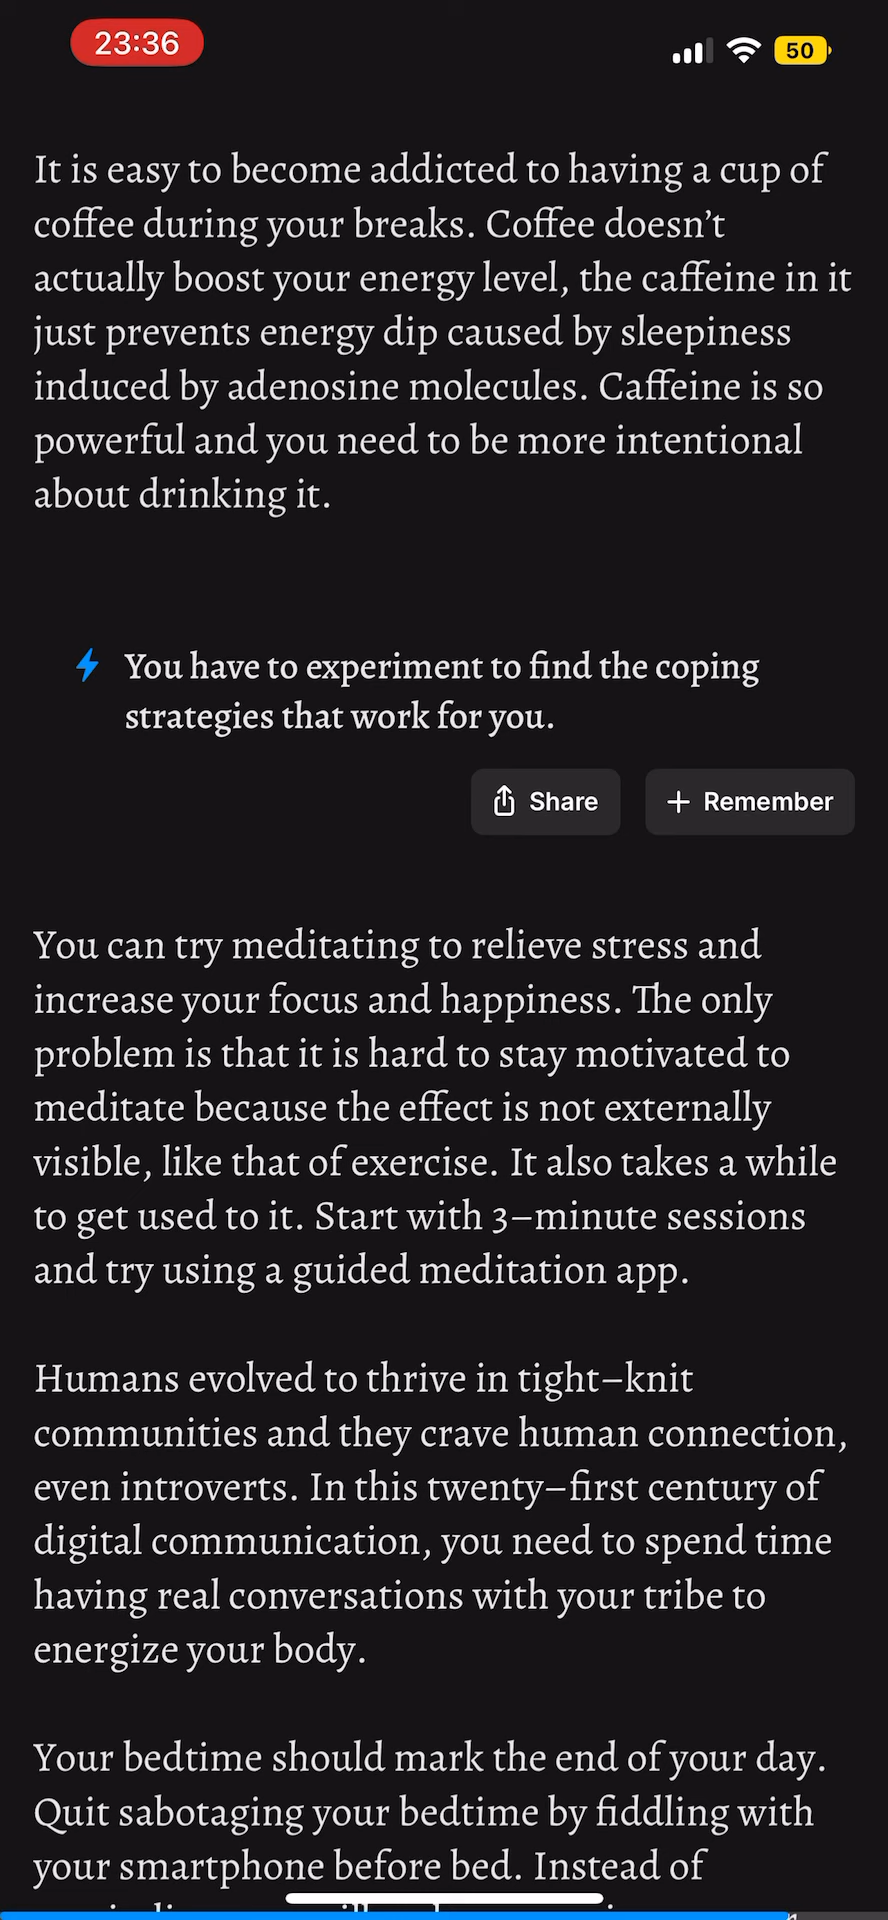 23:36
50
It is easy to become addicted to having a cup of
coffee during your breaks. Coffee doesn’t
actually boost your energy level, the caffeine in it
just prevents energy dip caused by sleepiness
induced by adenosine molecules. Caffeine is so
powerful and you need to be more intentional
about drinking it.
You have to experiment to find the coping
strategies that work for you.
Share
Remember
You can try meditating to relieve stress and
increase your focus and happiness. The only
problem is that it is hard to stay motivated to
meditate because the effect is not externally
visible, like that of exercise. It also takes a while
to get used to it. Start with 3–minute sessions
and try using a guided meditation app.
Humans evolved to thrive in tight–knit
communities and they crave human connection,
even introverts. In this twenty–first century of
digital communication, you need to spend time
having real conversations with your tribe to
energize your body.
Your bedtime should mark the end of your day.
Quit sabotaging your bedtime by fiddling with
your smartphone before bed. Instead of